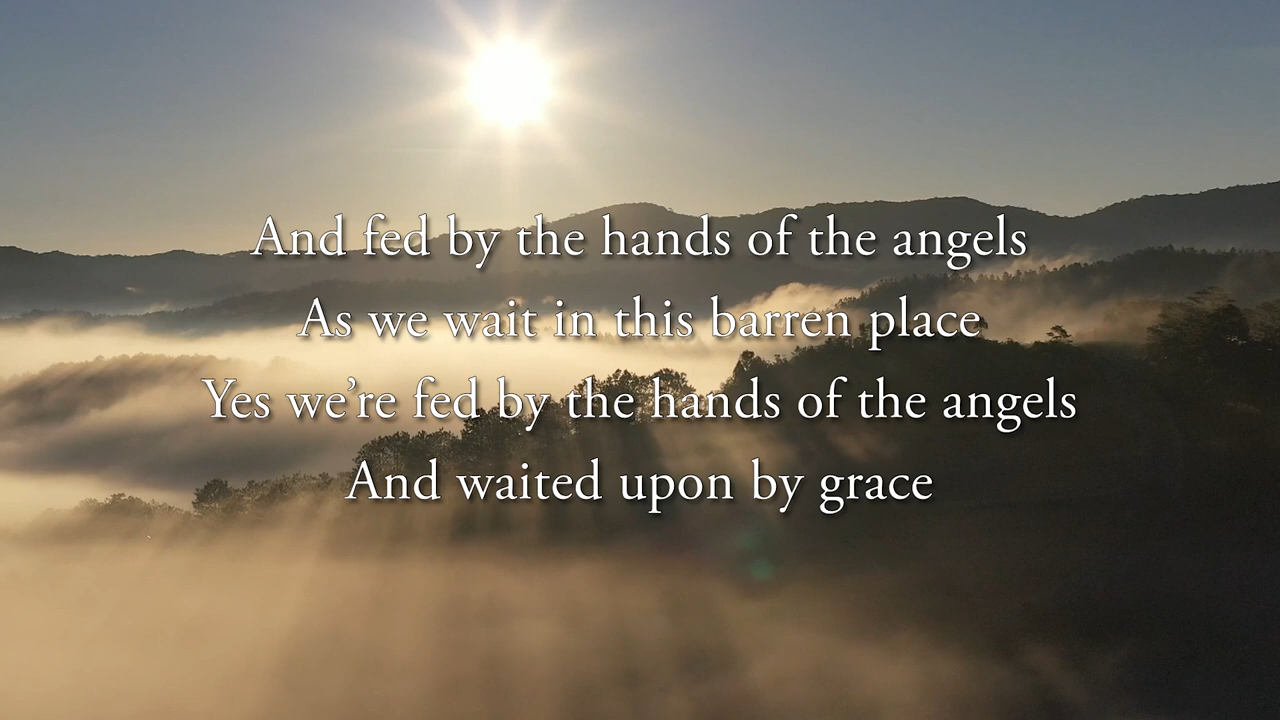 And fed by the hands of the angels
As we wait in this barren place
Yes we’re fed by the hands of the angels
And waited upon by grace